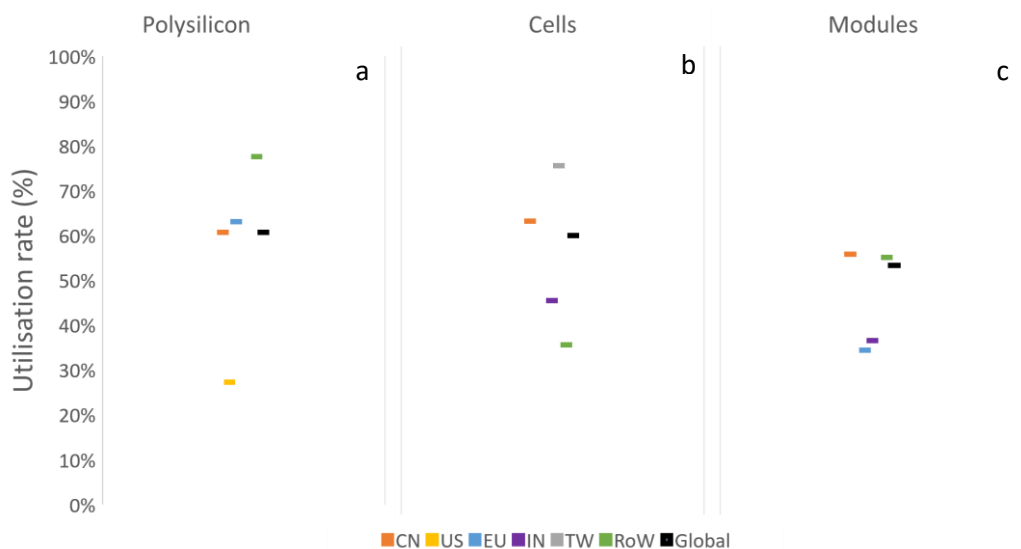 Polysilicon Cells Modules
a b c
Utilisation rate (%)
100%
90%
80%
70%
60%
50%
40%
30%
20%
10%
0%
CN US EU IN TW RoW Global